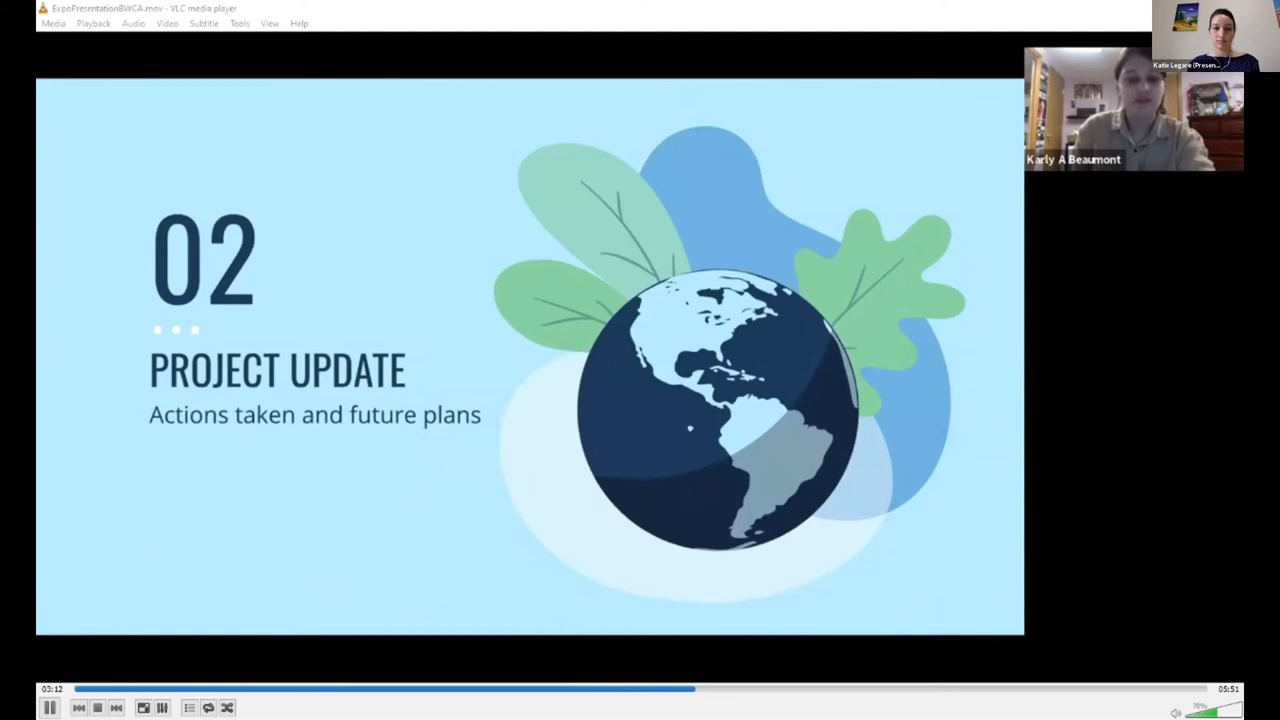 ExpoPresentationBWCA.mov - VLC media player
Media Playback Audio Video Subtitle Tools View Help
Katie Legare (Presen...
Karly A Beaumont
02
PROJECT UPDATE
Actions taken and future plans
03:12
05:51
70%